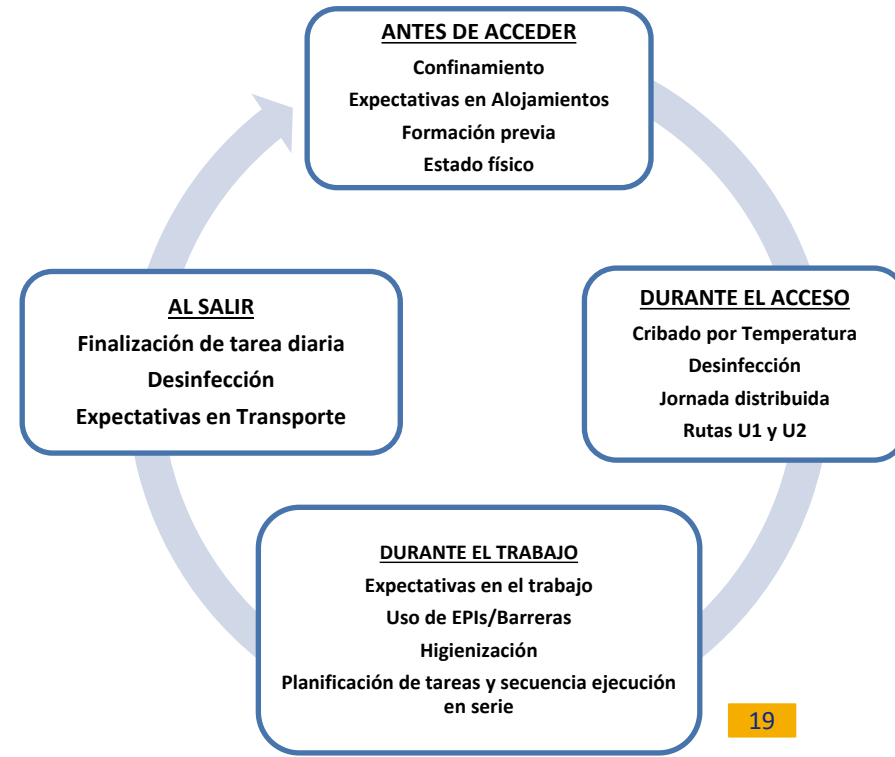 ANTES DE ACCEDER
Confinamiento
Expectativas en Alojamientos
Formación previa
Estado físico
DURANTE EL ACCESO
Cribado por Temperatura
Desinfección
Jornada distribuida
Rutas U1 y U2
DURANTE EL TRABAJO
Expectativas en el trabajo
Uso de EPIs/Barreras
Higienización
Planificación de tareas y secuencia ejecución
en serie
AL SALIR
Finalización de tarea diaria
Desinfección
Expectativas en Transporte
19